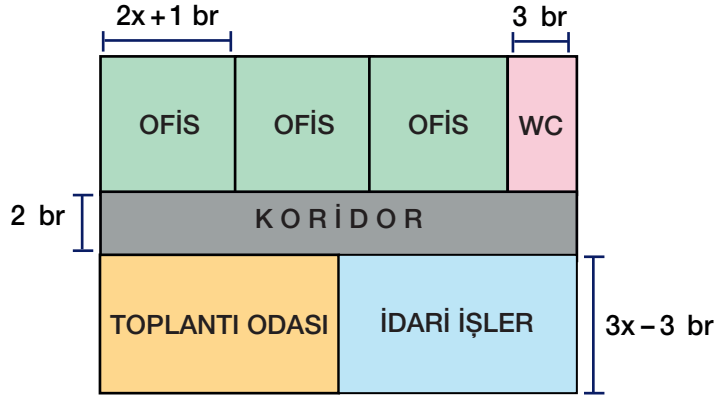 2x + 1 br
3 br
OFİS
OFİS
OFİS
WC
2 br
KORİDOR
TOPLANTI ODASI
İDARİ İŞLER
3x – 3 br